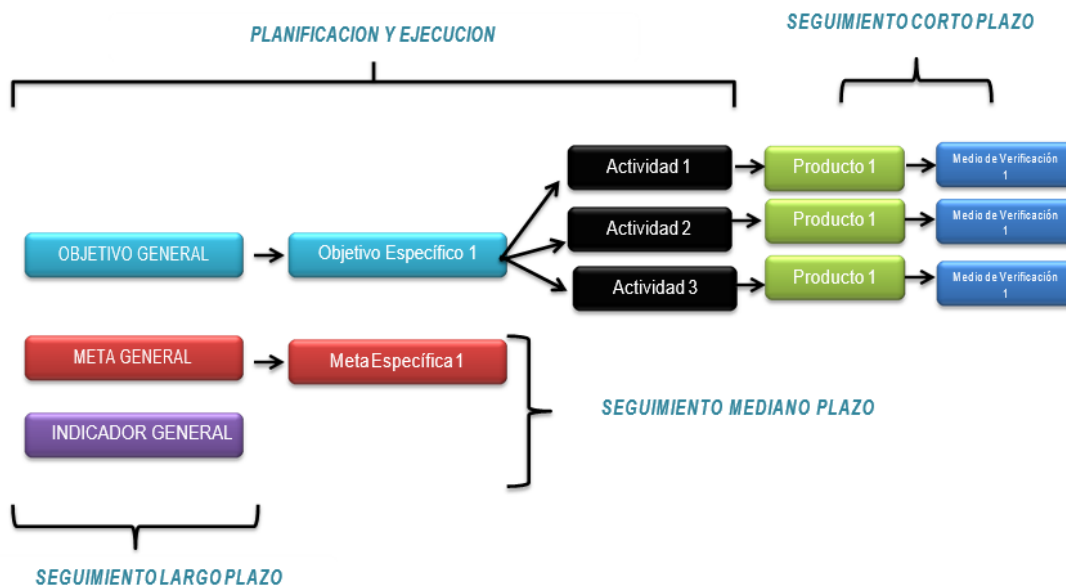 PLANIFICACION Y EJECUCION
SEGUIMIENTO CORTO PLAZO
Actividad 1
Producto 1
Medio de Verificación
1
Actividad 2
Producto 1
Medio de Verificación
1
OBJETIVO GENERAL
Objetivo Específico 1
Actividad 3
Producto 1
Medio de Verificación
1
META GENERAL
Meta Específica 1
SEGUIMIENTO MEDIANO PLAZO
INDICADOR GENERAL
SEGUIMIENTO LARGO PLAZO